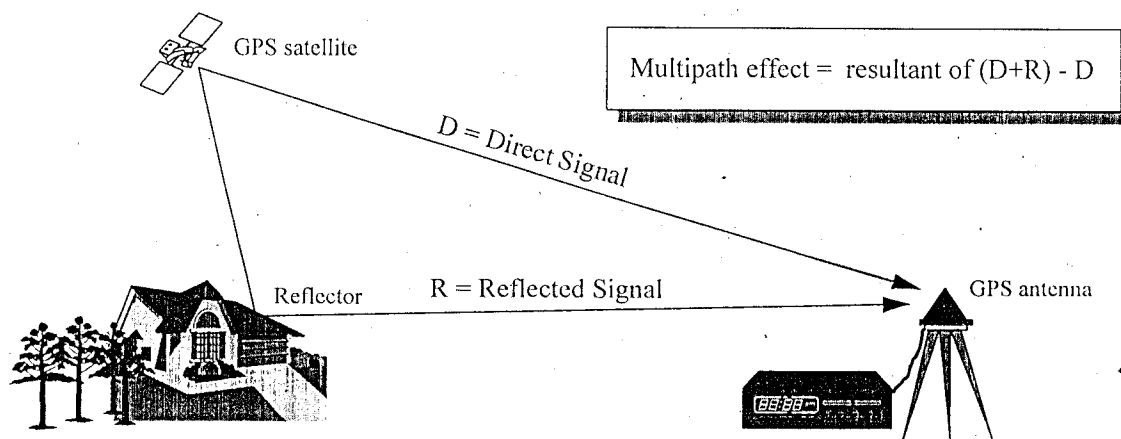 GPS satellite
Multipath effect = resultant of (D+R) - D
D = Direct Signal
Reflector
R = Reflected Signal
GPS antenna